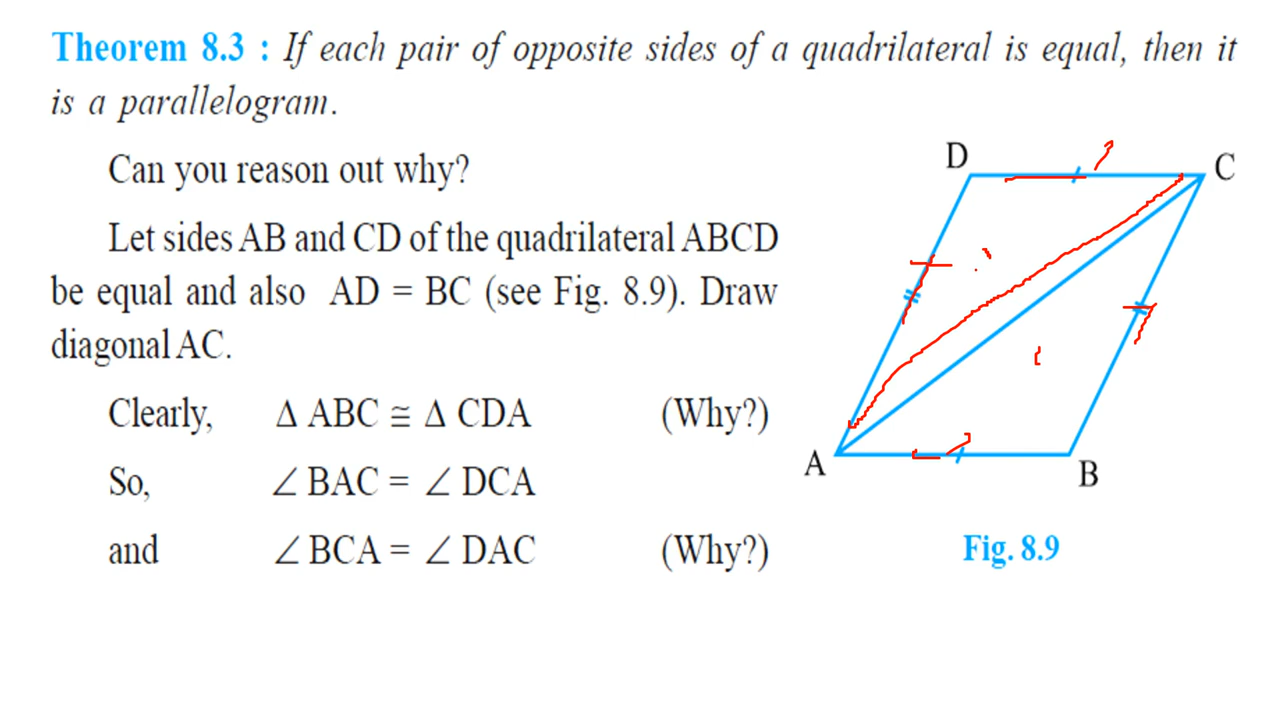 Theorem 8.3 : If each pair of opposite sides of a quadrilateral is equal, then it
is a parallelogram.
Can you reason out why?
Let sides AB and CD of the quadrilateral ABCD
be equal and also AD = BC (see Fig. 8.9). Draw
diagonal AC.
Clearly, Δ ABC ≅ Δ CDA (Why?)
So, ∠ BAC = ∠ DCA
and ∠ BCA = ∠ DAC (Why?)
D
C
A
B
Fig. 8.9